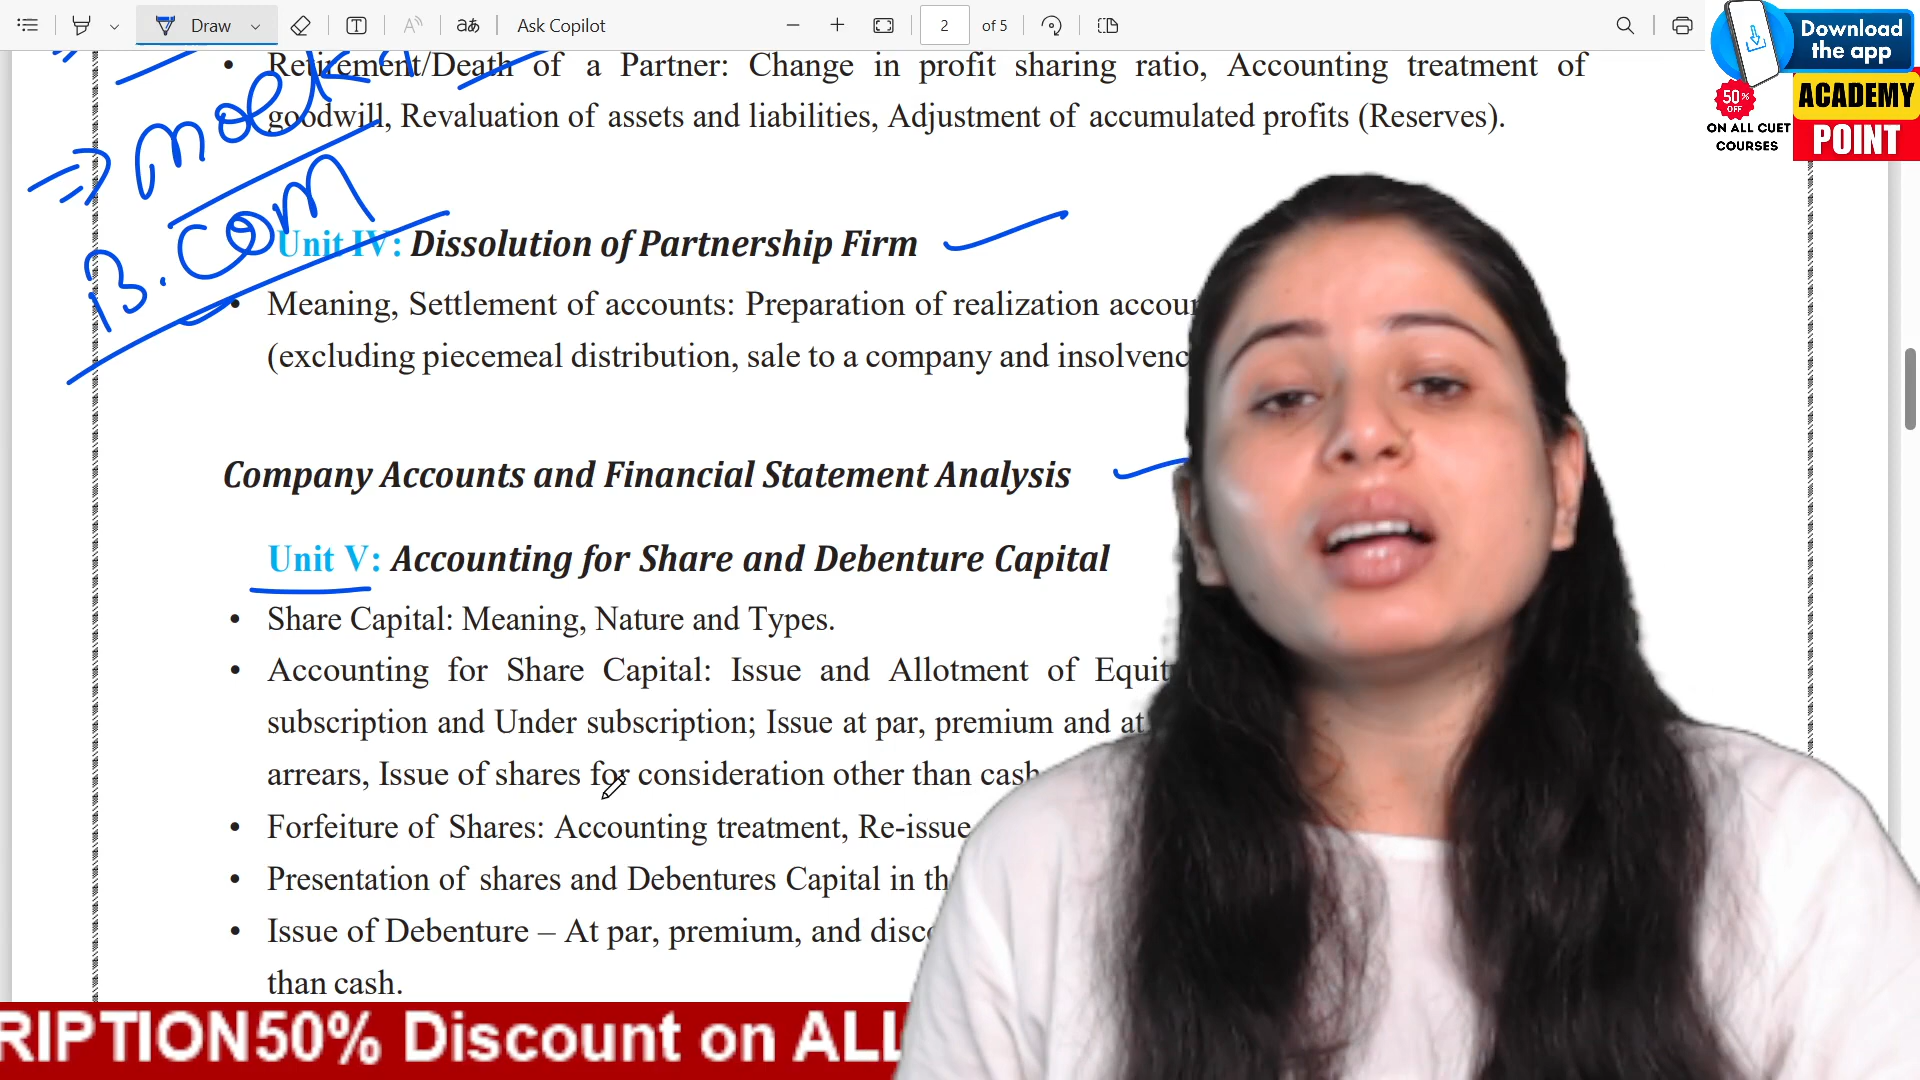 Draw
Ask Copilot
2
of 5
Download
the app
50%
OFF
ACADEMY
ON ALL CUET
COURSES
POINT
Retirement/Death of a Partner: Change in profit sharing ratio, Accounting treatment of
goodwill, Revaluation of assets and liabilities, Adjustment of accumulated profits (Reserves).
B.com
Unit IV: Dissolution of Partnership Firm
Meaning, Settlement of accounts: Preparation of realization
(excluding piecemeal distribution, sale to a company and
Company Accounts and Financial Statement Analysis
Unit V: Accounting for Share and Debenture Capital
Share Capital: Meaning, Nature and Types.
Accounting for Share Capital: Issue and Allotment of
subscription and Under subscription; Issue at par, premium and at
arrears, Issue of shares for consideration other than cash
Forfeiture of Shares: Accounting treatment, Re-issue
Presentation of shares and Debentures Capital in
Issue of Debenture – At par, premium, and
than cash.
RIPTION50% Discount on ALL